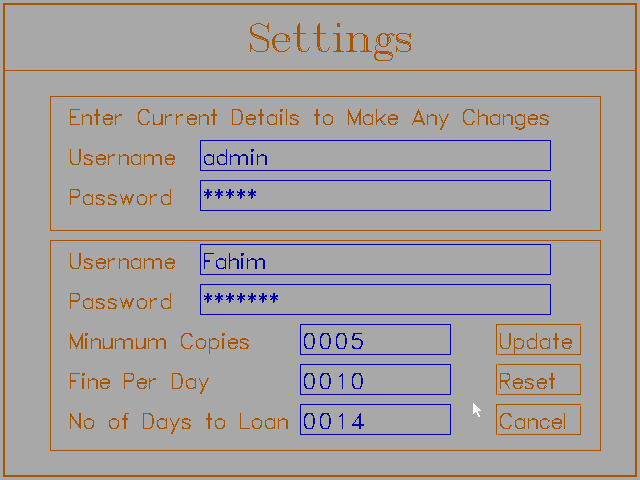 Settings
Enter Current Details to Make Any Changes
Username admin
Password *****
Username Fahim
Password *******
Minumum Copies 0005 Update
Fine Per Day 0010 Reset
No of Days to Loan 0014 Cancel